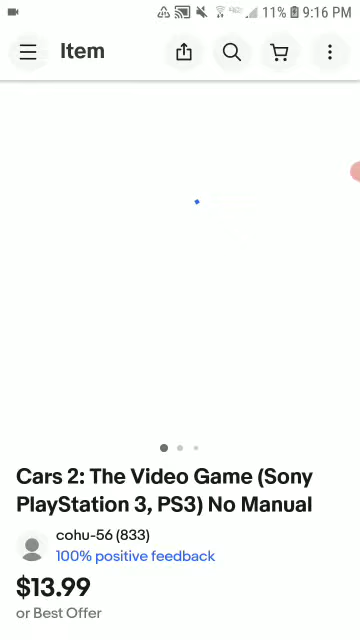 11% 9:16 PM
Item
Cars 2: The Video Game (Sony
PlayStation 3, PS3) No Manual
cohu-56 (833)
100% positive feedback
$13.99
or Best Offer